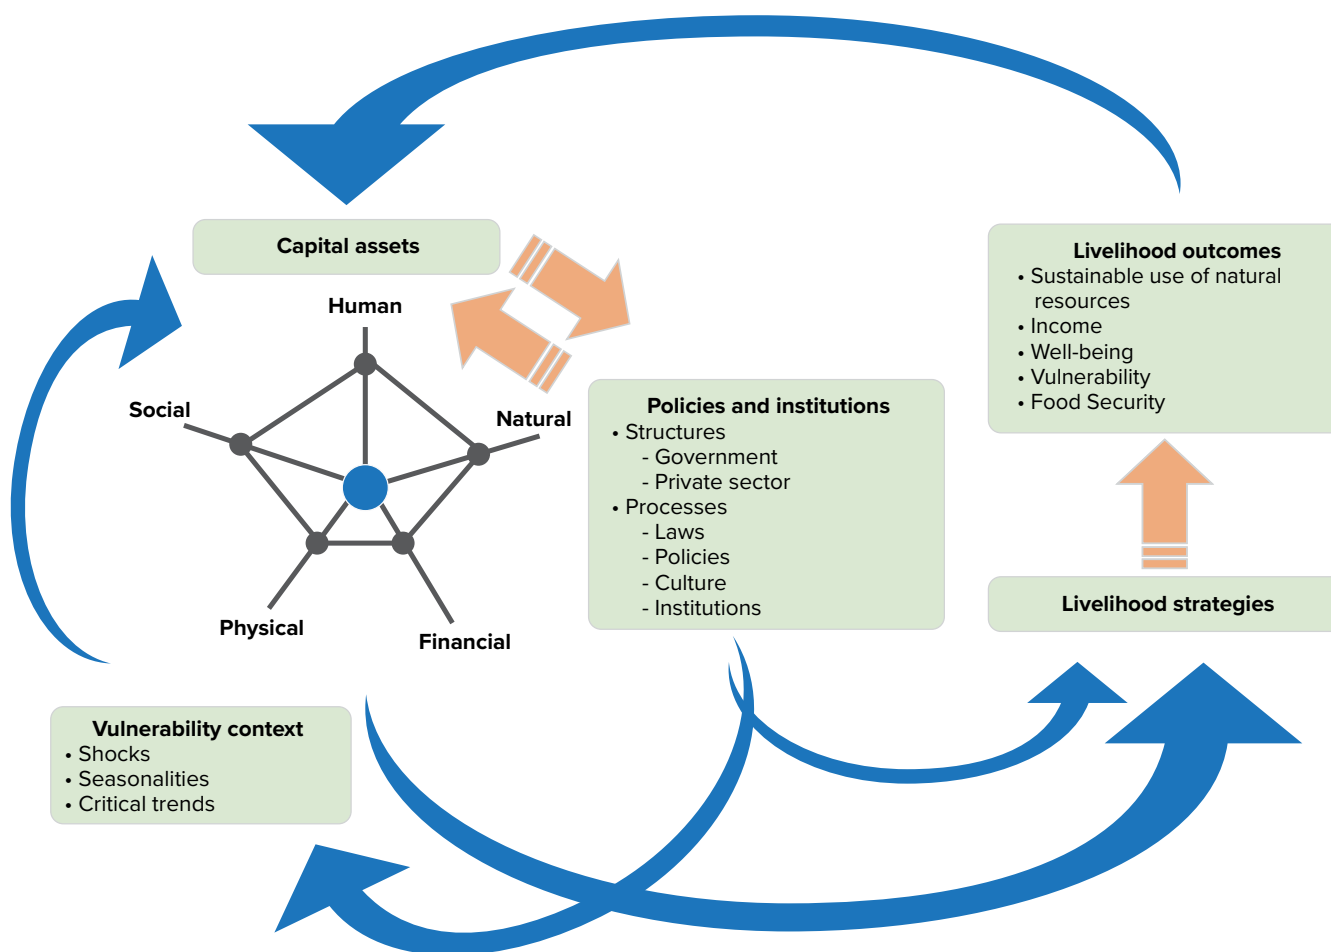 Capital assets
Human
Social
Natural
Physical
Financial
Vulnerability context
• Shocks
• Seasonalities
• Critical trends
Policies and institutions
• Structures
- Government
- Private sector
• Processes
- Laws
- Policies
- Culture
- Institutions
Livelihood outcomes
• Sustainable use of natural
resources
• Income
• Well-being
• Vulnerability
• Food Security
Livelihood strategies